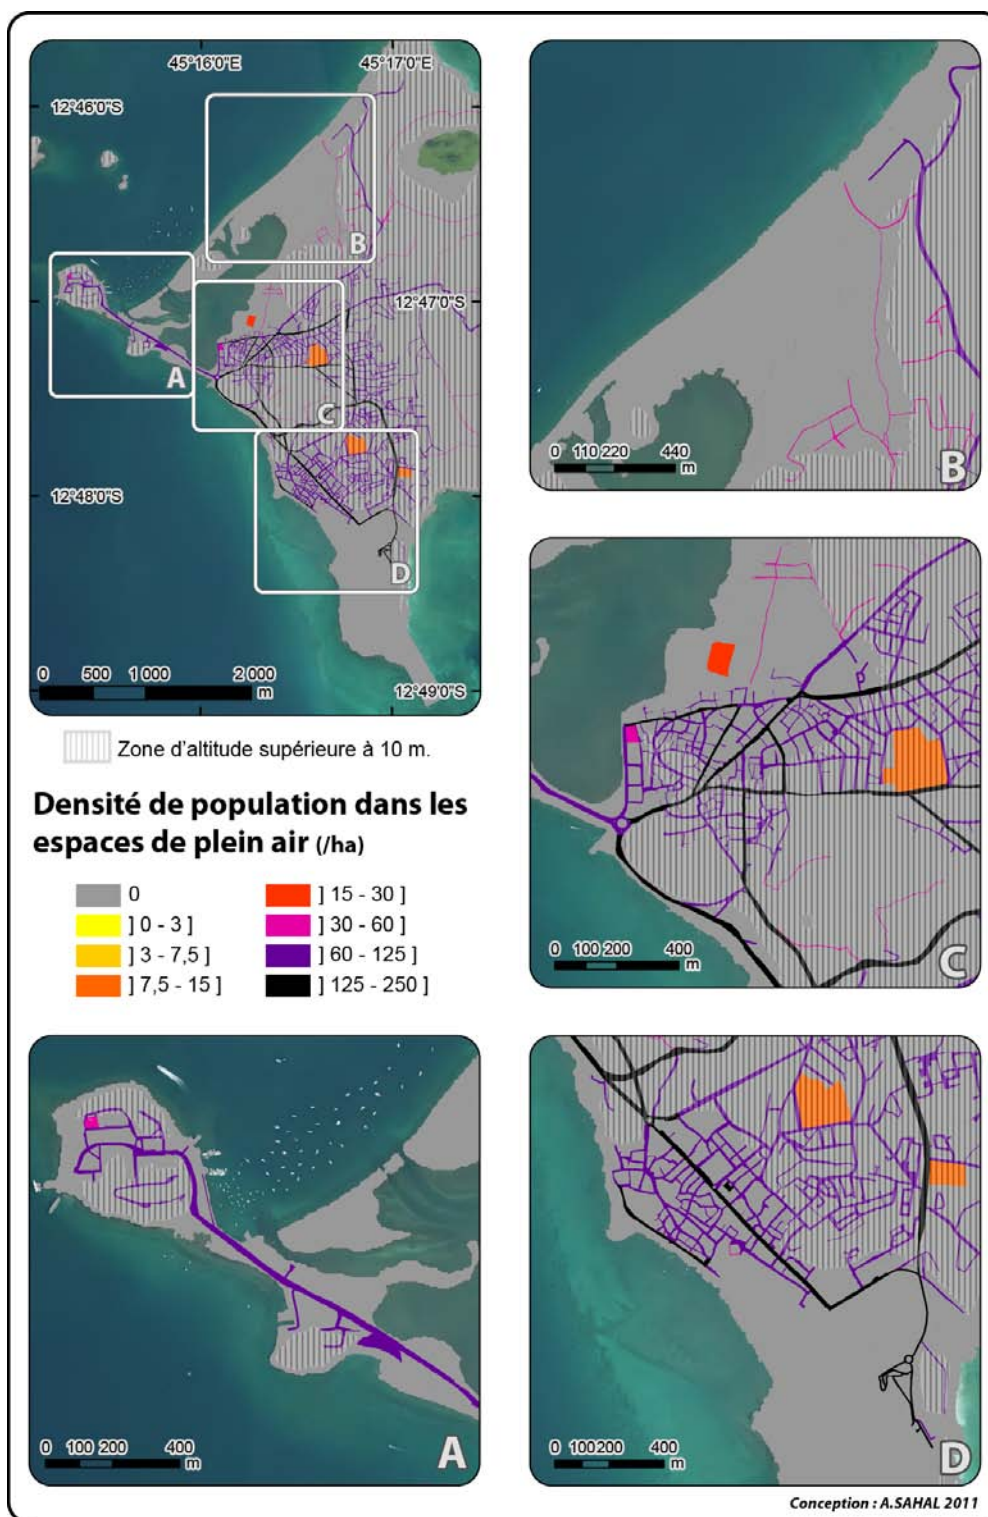 45°16'0"E
45°17'0"E
12°46'0"S
B
12°47'0"S
A
C
12°48'0"S
D
0 500 1 000 2 000
m
12°49'0"S
0 110 220 440
m
B
Zone d'altitude supérieure à 10 m.
Densité de population dans les
espaces de plein air (/ha)
0
] 0 - 3 ]
] 3 - 7,5 ]
] 7,5 - 15 ]
] 15 - 30 ]
] 30 - 60 ]
] 60 - 125 ]
] 125 - 250 ]
0 100 200 400
m
C
0 100 200 400
m
A
0 100200 400
m
D
Conception : A.SAHAL 2011